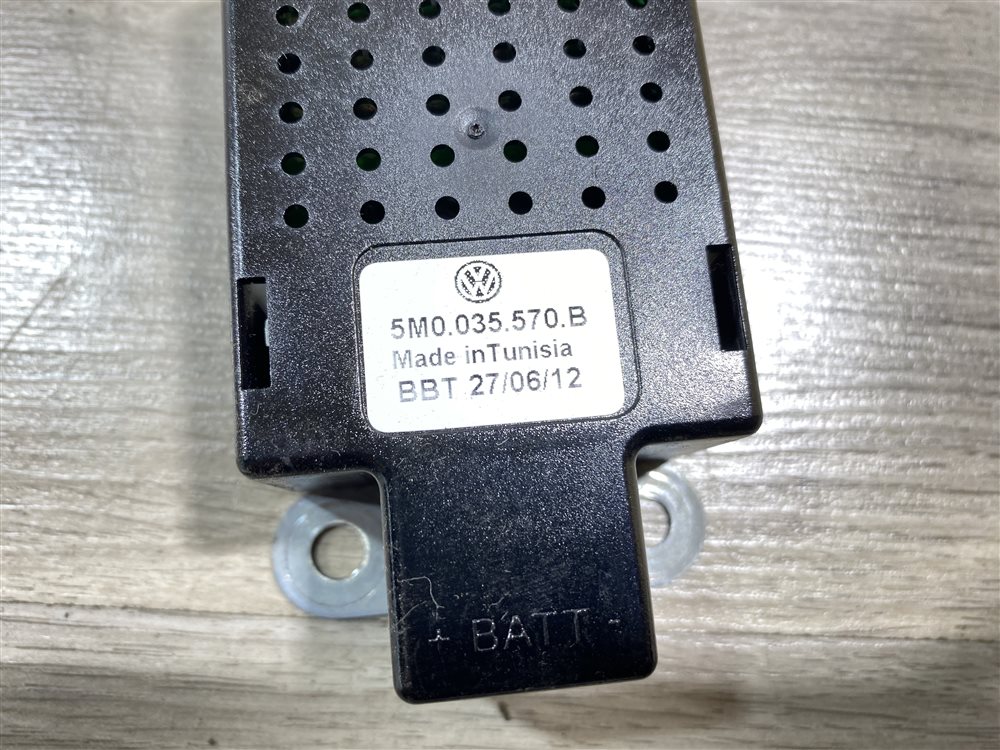 5M0.035.570.B
Made inTunisia
BBT 27/06/12
+ BATT -